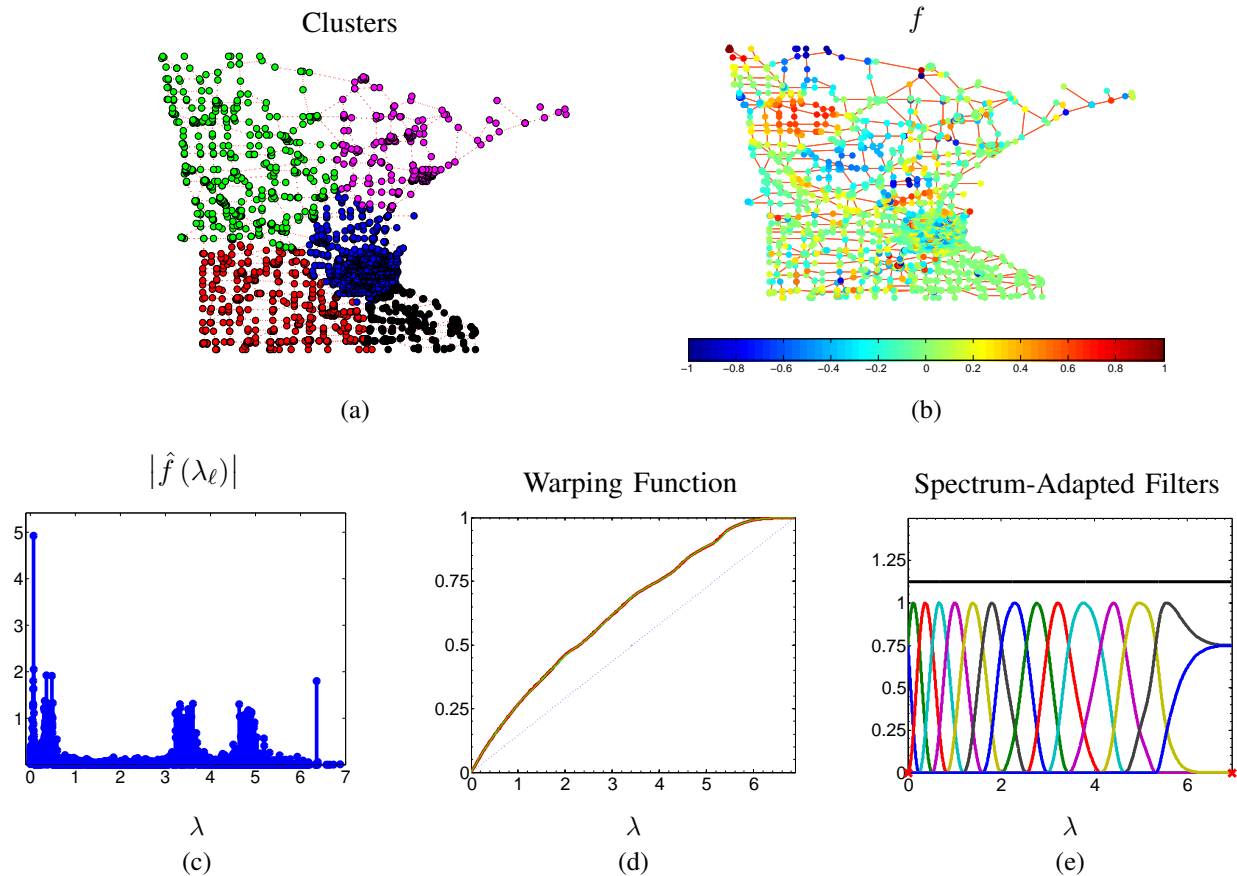 Clusters
f
−1 −0.8 −0.6 −0.4 −0.2 0 0.2 0.4 0.6 0.8 1
(a)
(b)
|f̂ (λℓ)|
5
4
3
2
1
0 1 2 3 4 5 6 7
λ
(c)
Warping Function
1
0.75
0.5
0.25
0
0 1 2 3 4 5 6
λ
(d)
Spectrum-Adapted Filters
1.25
1
0.75
0.5
0.25
0
0 2 4 6
λ
(e)